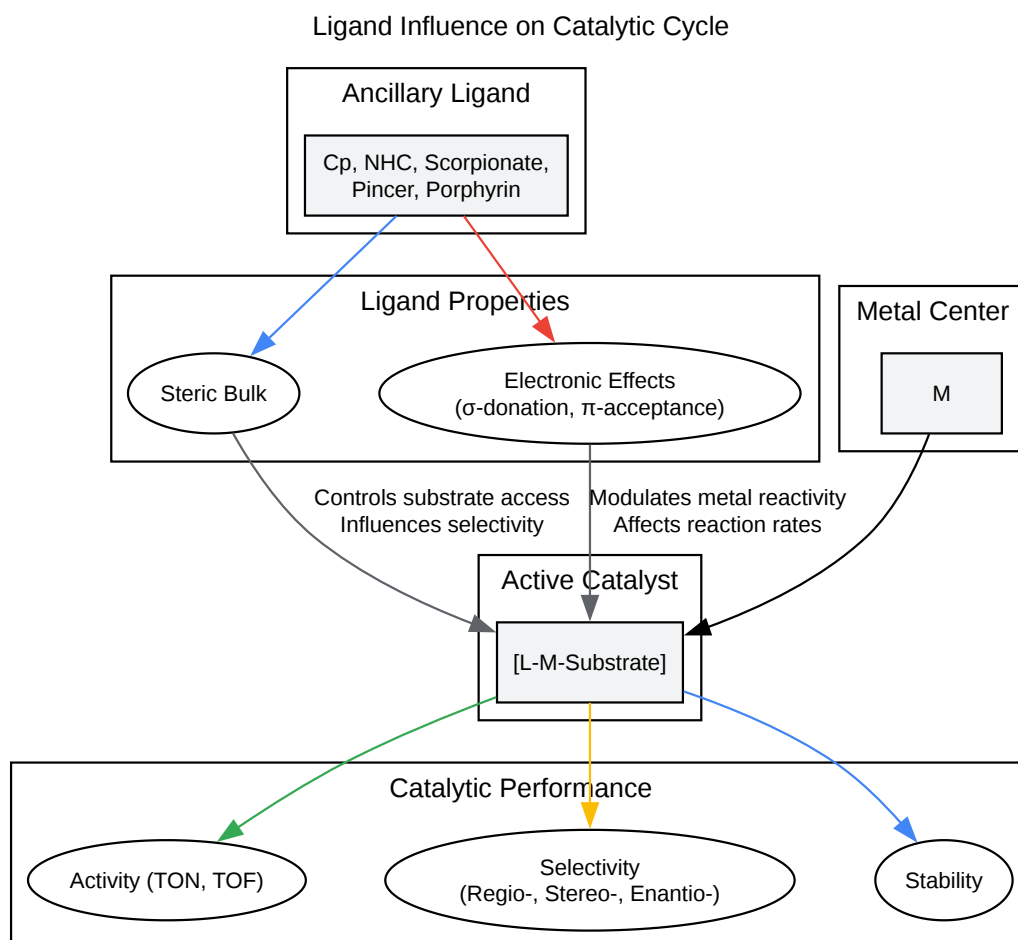 Ligand Influence on Catalytic Cycle
Ancillary Ligand
Cp, NHC, Scorpionate,
Pincer, Porphyrin
Ligand Properties
Metal Center
Steric Bulk
Electronic Effects
(σ-donation, π-acceptance)
M
Controls substrate access
Influences selectivity
Modulates metal reactivity
Affects reaction rates
Active Catalyst
[L-M-Substrate]
Catalytic Performance
Activity (TON, TOF)
Selectivity
(Regio-, Stereo-, Enantio-)
Stability